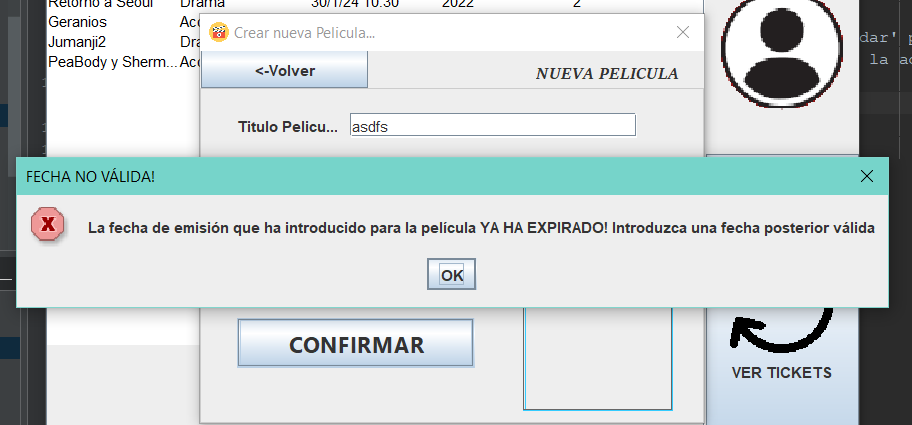 Retorno a Seoul Drama 30/1/24 10:30 2022 2
Geranios Acc
Jumanji2 Dra
PeaBody y Sherm... Acc
Crear nueva Película...
<-Volver
NUEVA PELICULA
Titulo Pelicu... asdfs
dar' p
la ac
FECHA NO VÁLIDA!
La fecha de emisión que ha introducido para la película YA HA EXPIRADO! Introduzca una fecha posterior válida
OK
CONFIRMAR
VER TICKETS